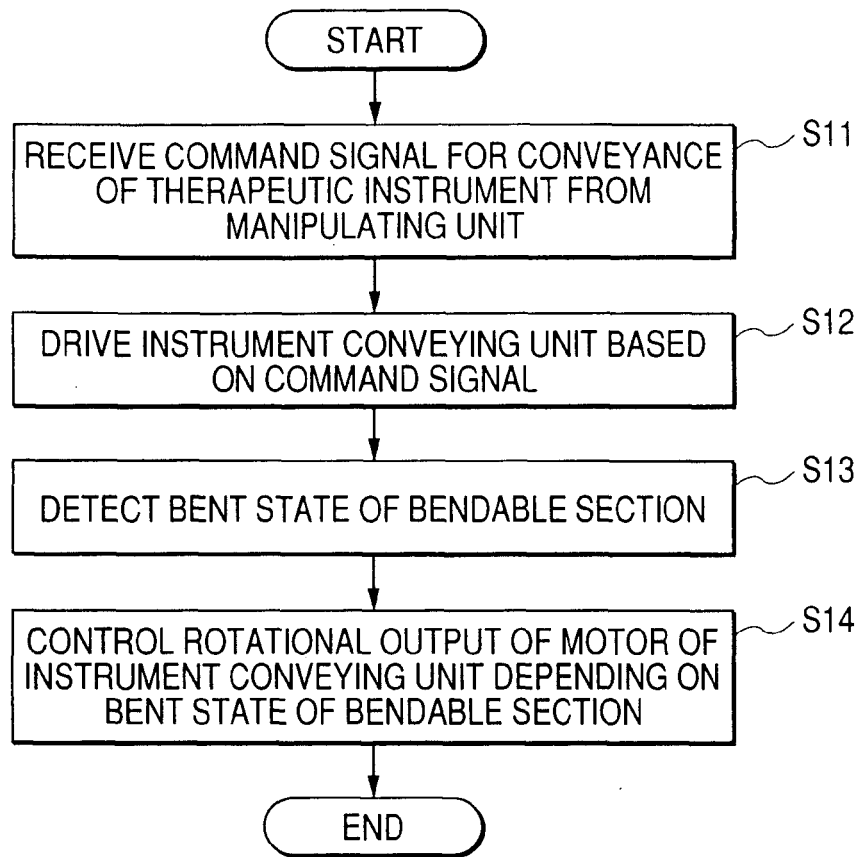 START
RECEIVE COMMAND SIGNAL FOR CONVEYANCE
OF THERAPEUTIC INSTRUMENT FROM
MANIPULATING UNIT
S11
DRIVE INSTRUMENT CONVEYING UNIT BASED
ON COMMAND SIGNAL
S12
DETECT BENT STATE OF BENDABLE SECTION
S13
CONTROL ROTATIONAL OUTPUT OF MOTOR OF
INSTRUMENT CONVEYING UNIT DEPENDING ON
BENT STATE OF BENDABLE SECTION
S14
END